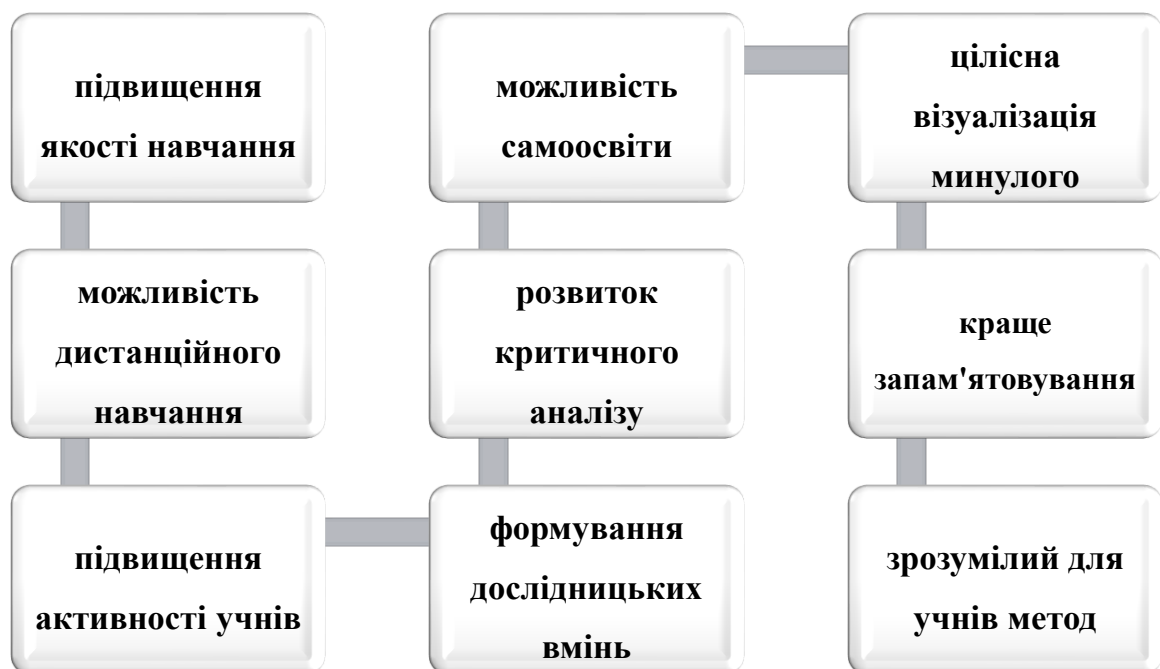 підвищення
якості навчання
можливість
дистанційного
навчання
підвищення
активності учнів
формування
дослідницьких
вмінь
розвиток
критичного
аналізу
можливість
самоосвіти
цілісна
візуалізація
минулого
краще
запам'ятовування
зрозумілий для
учнів метод